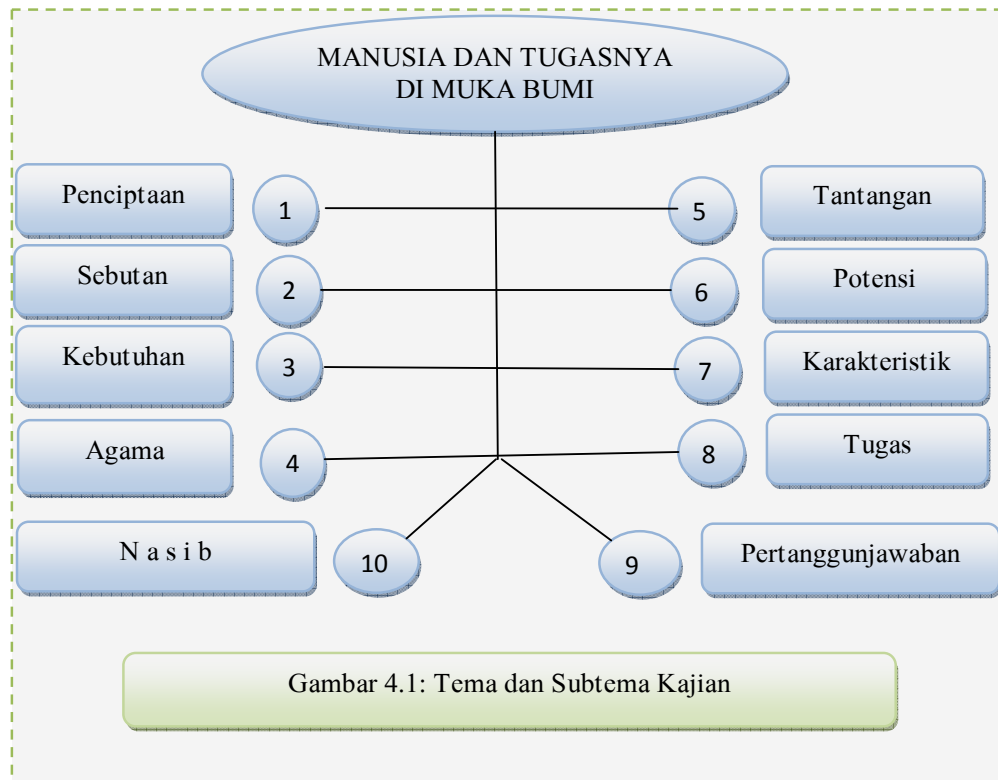 MANUSIA DAN TUGASNYA
DI MUKA BUMI
Penciptaan
1
5
Tantangan
Sebutan
2
6
Potensi
Kebutuhan
3
7
Karakteristik
Agama
4
8
Tugas
N a s i b
10
9
Pertanggunjawaban
Gambar 4.1: Tema dan Subtema Kajian